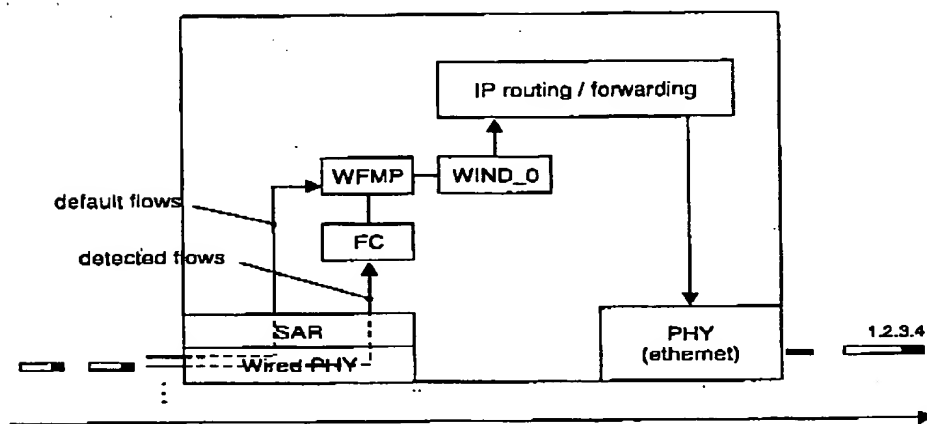 IP routing / forwarding
WFMP
WIND_0
default flows
FC
detected flows
SAR
PHY
(ethernet)
1.2.3.4
Wired PHY